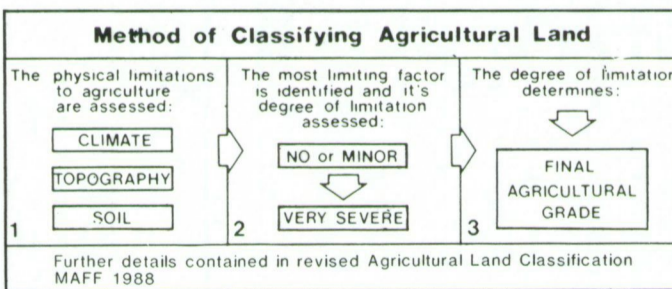 Method of Classifying Agricultural Land
The physical limitations
to agriculture
are assessed:
CLIMATE
TOPOGRAPHY
SOIL
1
The most limiting factor
is identified and it's
degree of limitation
assessed:
NO or MINOR
VERY SEVERE
2
The degree of limitation
determines:
FINAL
AGRICULTURAL
GRADE
3
Further details contained in revised Agricultural Land Classification
MAFF 1988